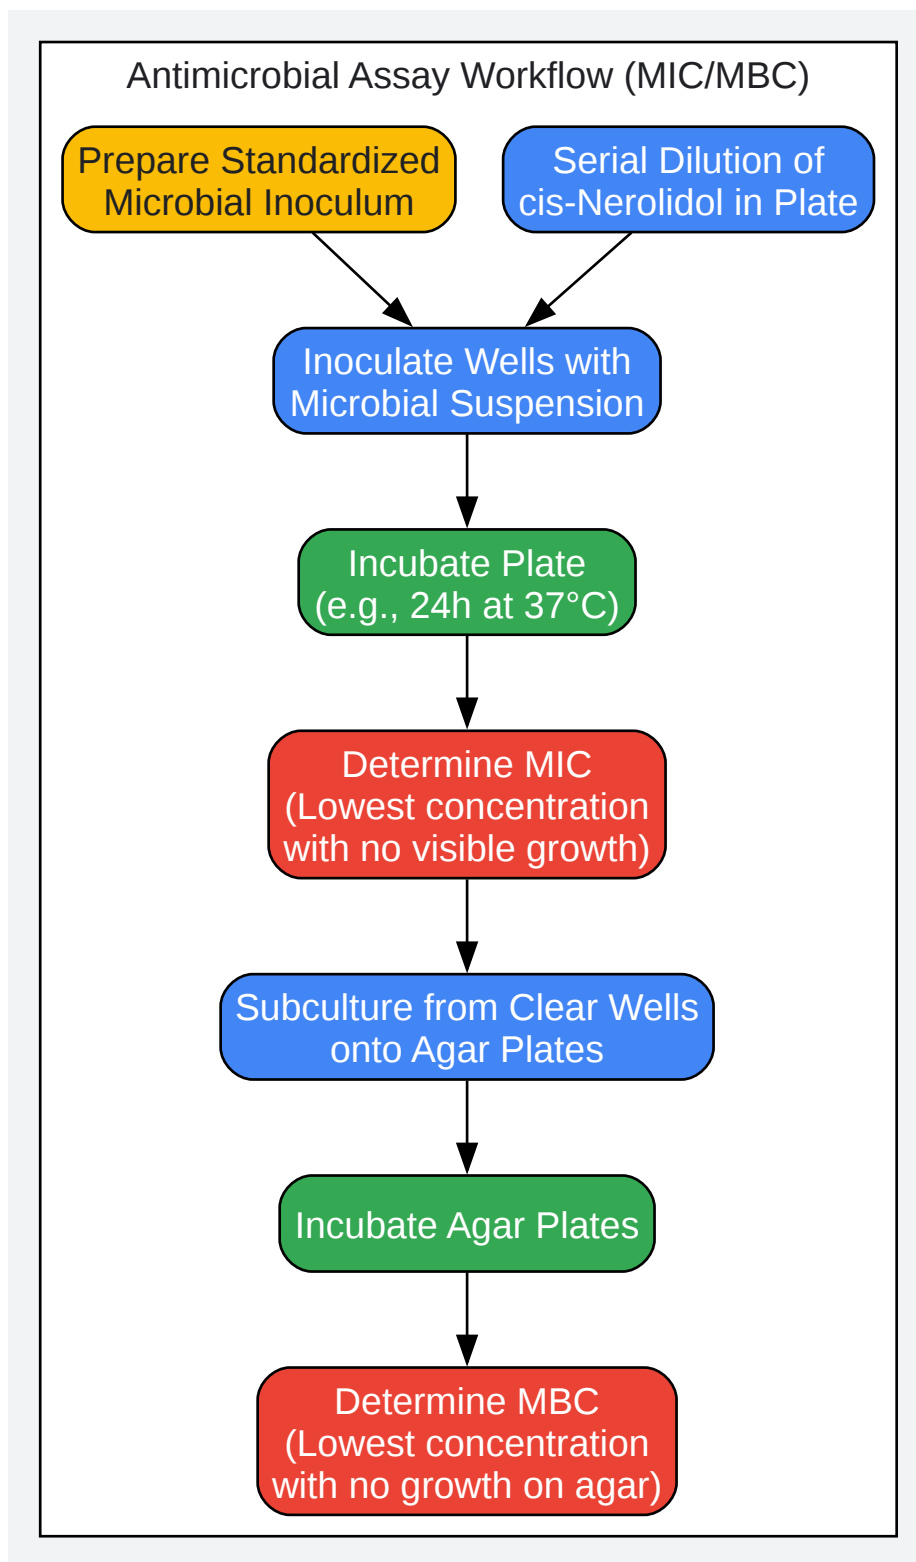 Antimicrobial Assay Workflow (MIC/MBC)
Prepare Standardized
Microbial Inoculum
Serial Dilution of
cis-Nerolidol in Plate
Inoculate Wells with
Microbial Suspension
Incubate Plate
(e.g., 24h at 37°C)
Determine MIC
(Lowest concentration
with no visible growth)
Subculture from Clear Wells
onto Agar Plates
Incubate Agar Plates
Determine MBC
(Lowest concentration
with no growth on agar)